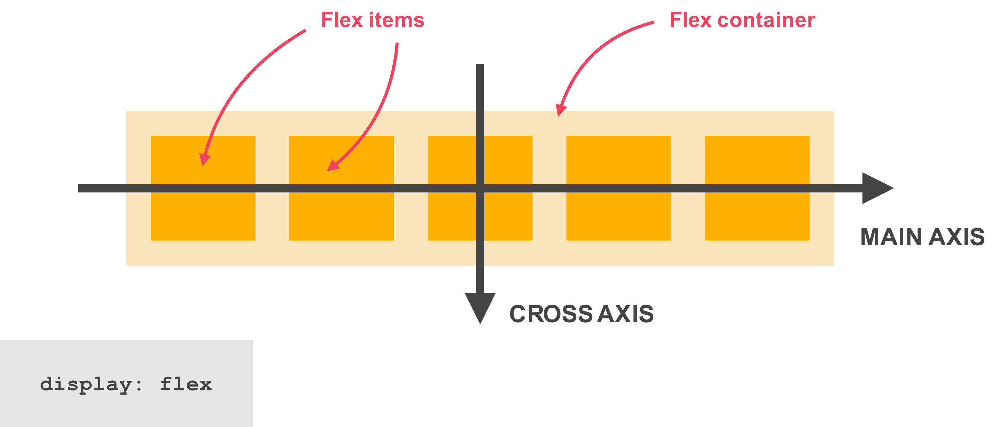 Flex items
Flex container
MAIN AXIS
CROSS AXIS
display: flex